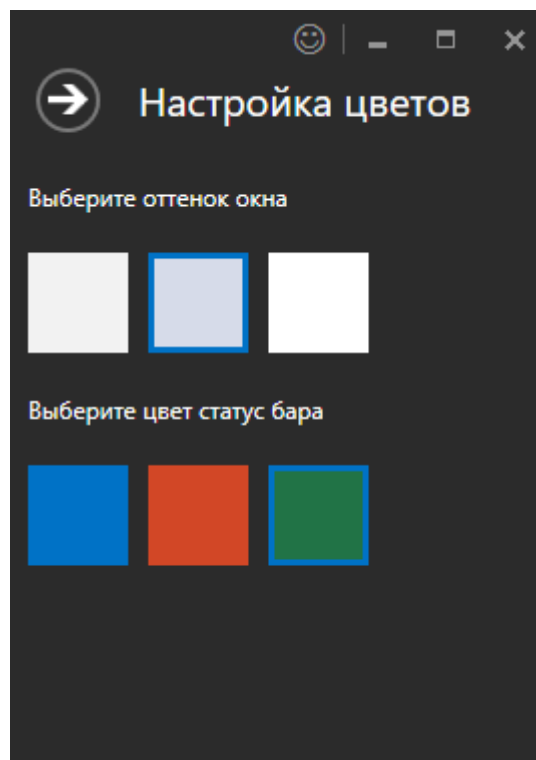 Настройка цветов
Выберите оттенок окна
Выберите цвет статус бара